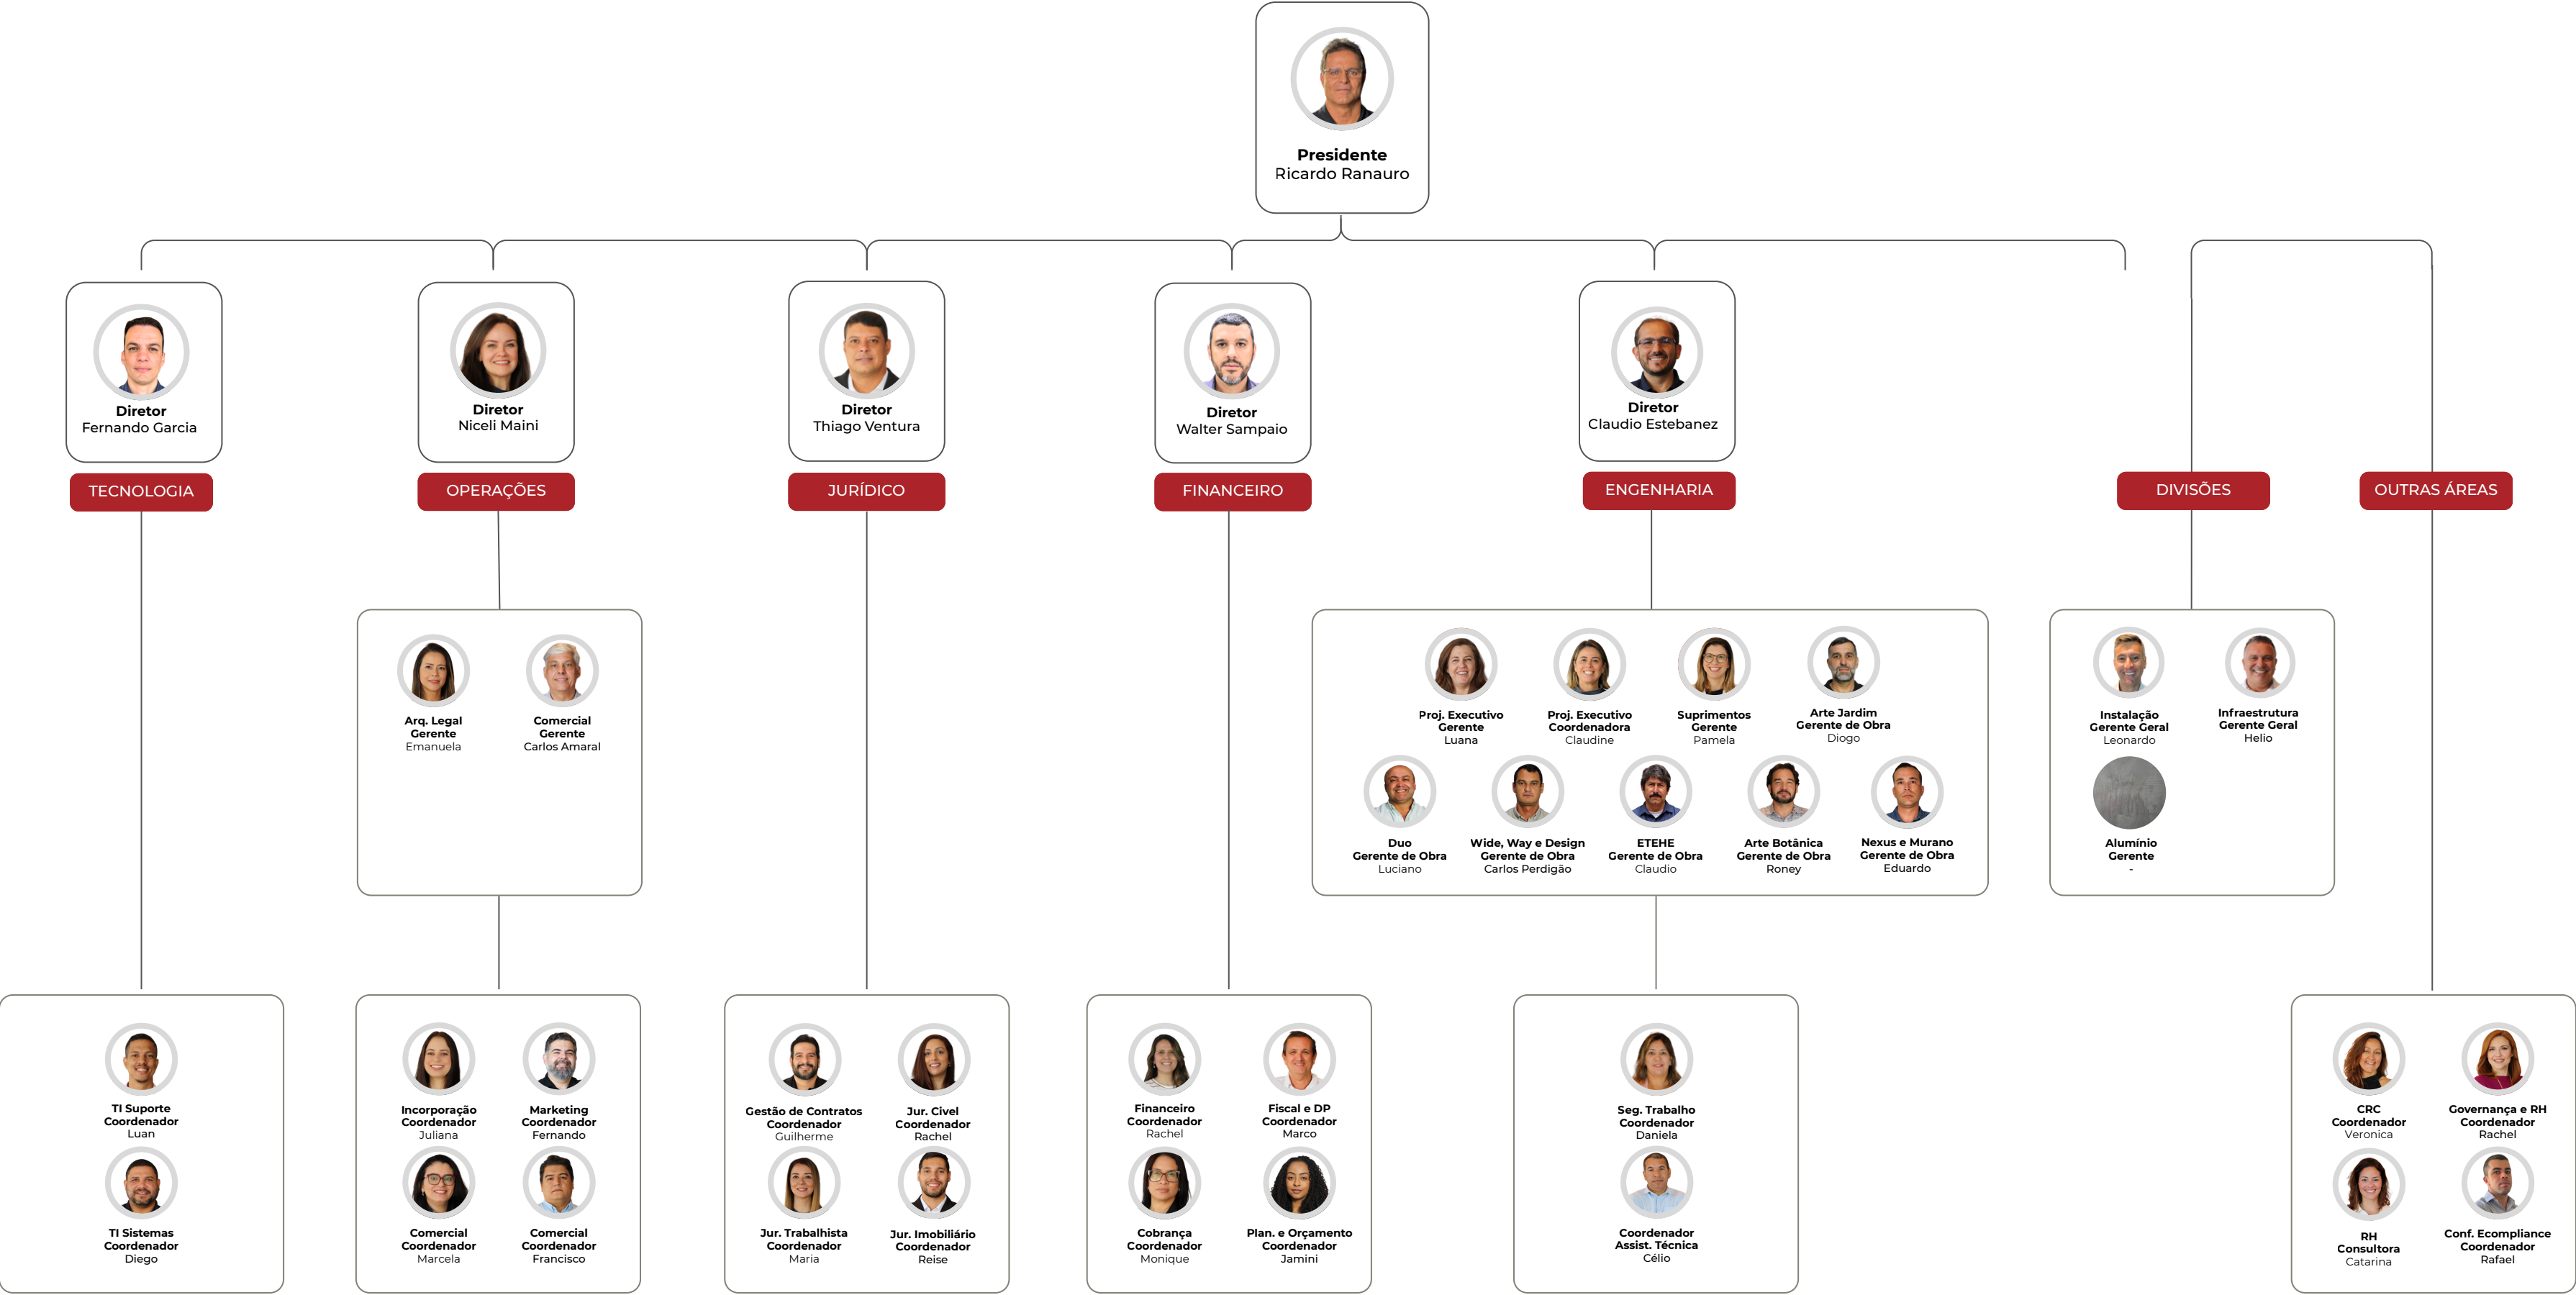 Presidente
Ricardo Ranauro
Diretor
Fernando Garcia
TECNOLOGIA
Diretor
Niceli Maini
OPERAÇÕES
Diretor
Thiago Ventura
JURÍDICO
Diretor
Walter Sampaio
FINANCEIRO
Diretor
Claudio Estebanez
ENGENHARIA
DIVISÕES
OUTRAS ÁREAS
Arq. Legal
Gerente
Emanuela
Comercial
Gerente
Carlos Amaral
Proj. Executivo
Gerente
Luana
Proj. Executivo
Coordenadora
Claudine
Suprimentos
Gerente
Pamela
Arte Jardim
Gerente de Obra
Diogo
Duo
Gerente de Obra
Luciano
Wide, Way e Design
Gerente de Obra
Carlos Perdigão
ETEHE
Gerente de Obra
Claudio
Arte Botânica
Gerente de Obra
Roney
Nexus e Murano
Gerente de Obra
Eduardo
Instalação
Gerente Geral
Leonardo
Infraestrutura
Gerente Geral
Helio
Alumínio
Gerente
-
TI Suporte
Coordenador
Luan
TI Sistemas
Coordenador
Diego
Incorporação
Coordenador
Juliana
Marketing
Coordenador
Fernando
Comercial
Coordenador
Marcela
Comercial
Coordenador
Francisco
Gestão de Contratos
Coordenador
Guilherme
Jur. Civel
Coordenador
Rachel
Jur. Trabalhista
Coordenador
Maria
Jur. Imobiliário
Coordenador
Reise
Financeiro
Coordenador
Rachel
Fiscal e DP
Coordenador
Marco
Cobrança
Coordenador
Monique
Plan. e Orçamento
Coordenador
Jamini
Seg. Trabalho
Coordenador
Daniela
Coordenador
Assist. Técnica
Célio
CRC
Coordenador
Veronica
Governança e RH
Coordenador
Rachel
RH
Consultora
Catarina
Conf. Ecompliance
Coordenador
Rafael